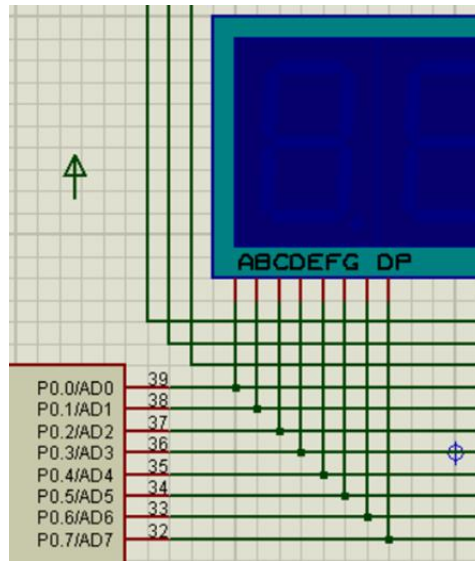 ABCDEFG DP
P0.0/AD0 39
P0.1/AD1 38
P0.2/AD2 37
P0.3/AD3 36
P0.4/AD4 35
P0.5/AD5 34
P0.6/AD6 33
P0.7/AD7 32